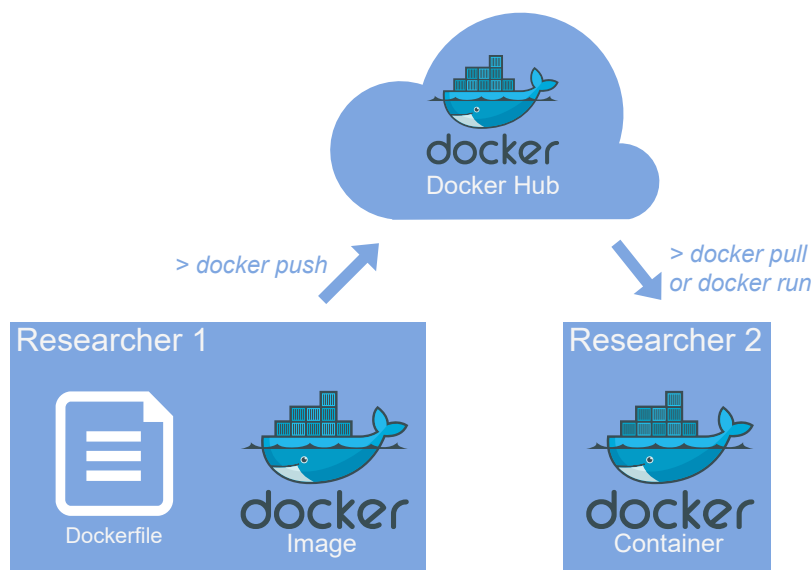 docker
Docker Hub
> docker push
> docker pull
or docker run
Researcher 1
Dockerfile
docker
Image
Researcher 2
docker
Container